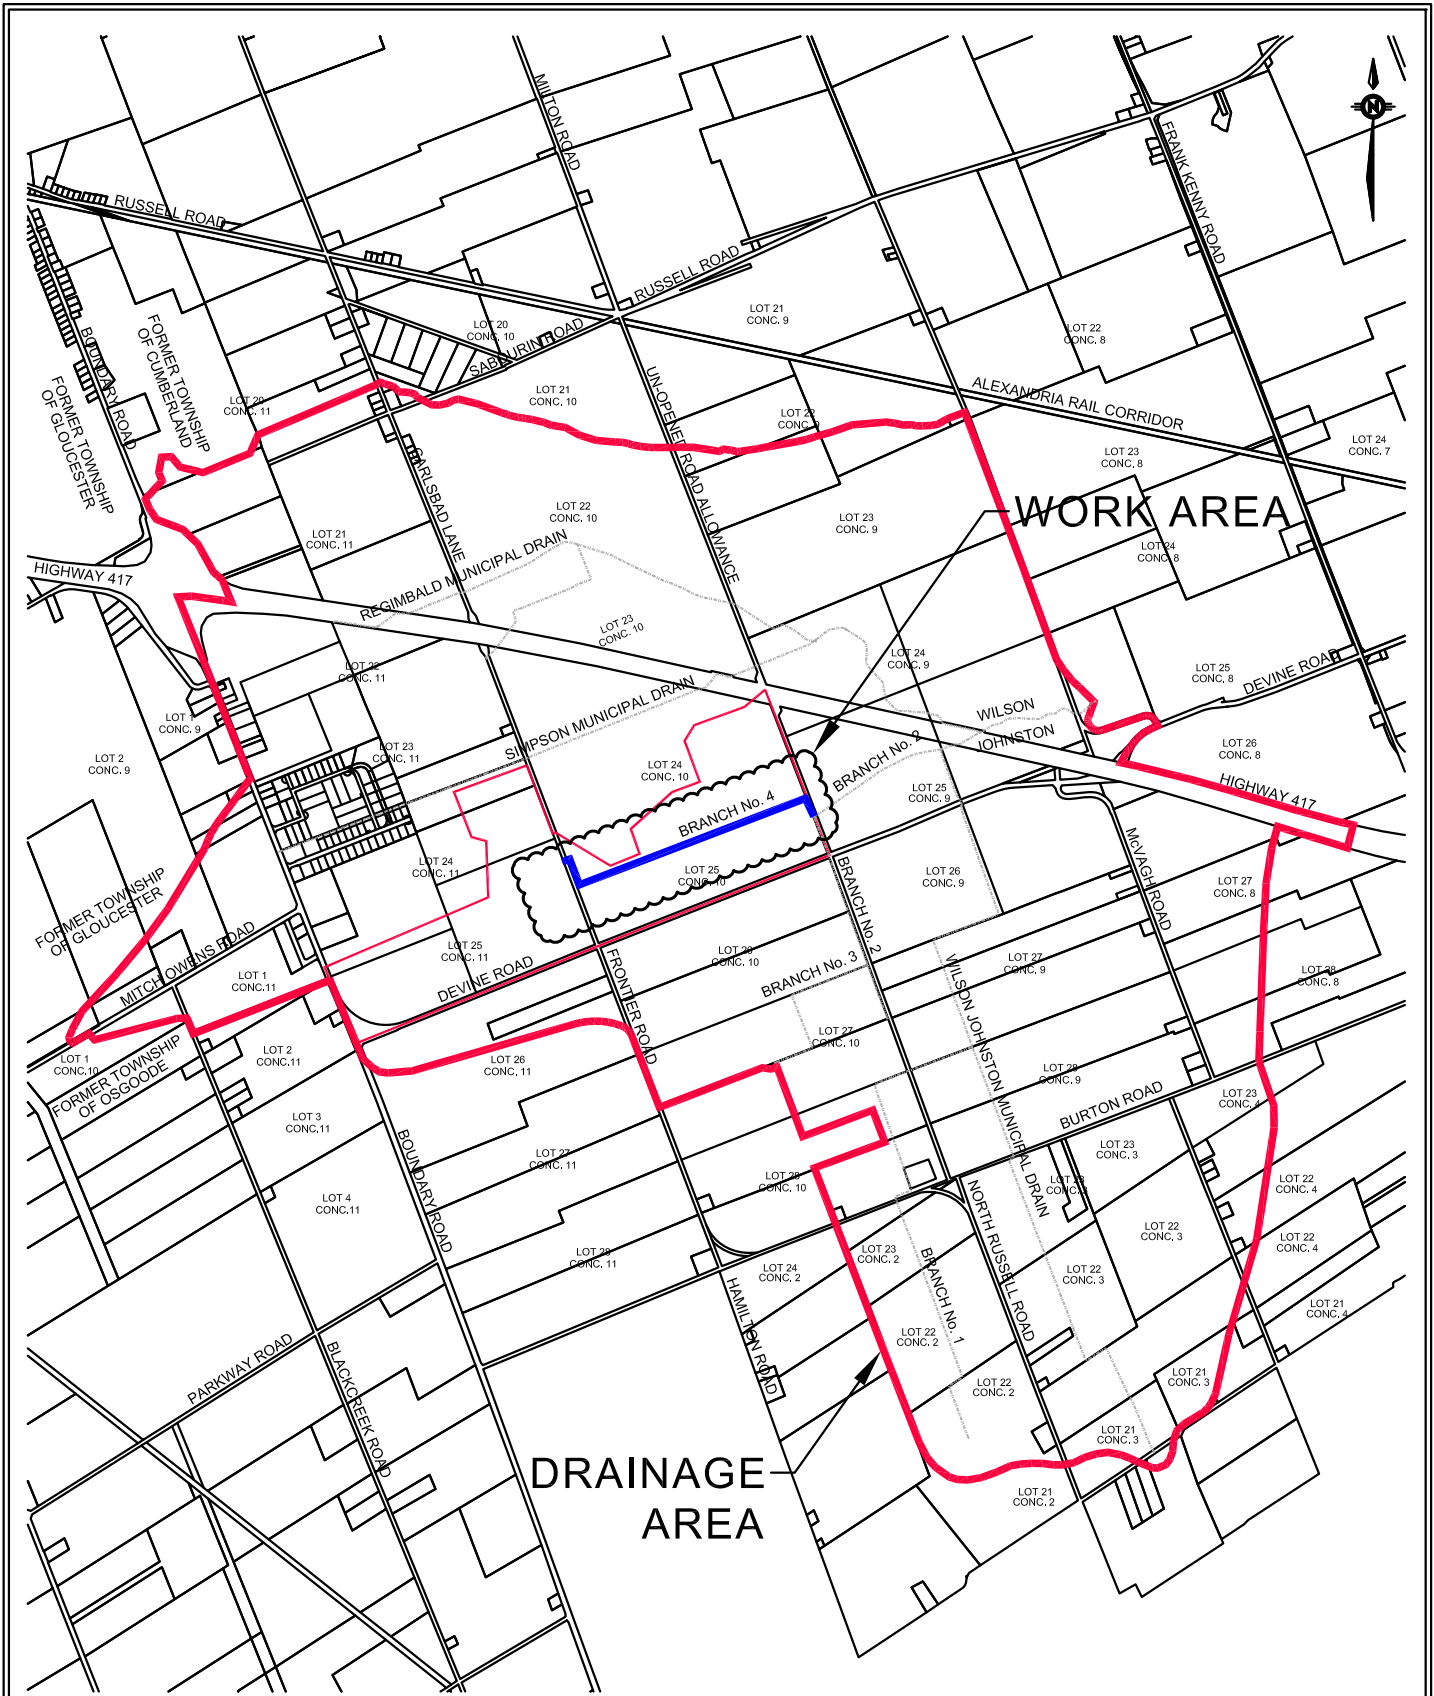 MILTON ROAD
N
FRANK KENNY ROAD
RUSSELL ROAD
RUSSELL ROAD
LOT 21
CONC. 9
LOT 20
CONC. 10
SABOURIN ROAD
LOT 22
CONC. 8
BOUNDARY ROAD
FORMER TOWNSHIP
OF CUMBERLAND
FORMER TOWNSHIP
OF GLOUCESTER
LOT 20
CONC. 11
LOT 21
CONC. 10
UN-OPENED ROAD ALLOWANCE
ALEXANDRIA RAIL CORRIDOR
LOT 22
CONC. 9
LOT 23
CONC. 8
LOT 24
CONC. 7
CARLSBAD LANE
LOT 22
CONC. 10
LOT 23
CONC. 9
WORK AREA
LOT 21
CONC. 11
LOT 24
CONC. 8
HIGHWAY 417
REGIMBALD MUNICIPAL DRAIN
LOT 23
CONC. 10
LOT 22
CONC. 11
LOT 24
CONC. 9
LOT 25
CONC. 8
DEVINE ROAD
LOT 1
CONC. 9
SIMPSON MUNICIPAL DRAIN
WILSON
JOHNSTON
LOT 2
CONC. 9
LOT 23
CONC. 11
LOT 24
CONC. 10
BRANCH No. 2
LOT 26
CONC. 8
HIGHWAY 417
LOT 25
CONC. 9
BRANCH No. 4
McVAGH ROAD
LOT 24
CONC. 11
LOT 25
CONC. 10
BRANCH No. 2
LOT 26
CONC. 9
LOT 27
CONC. 8
FORMER TOWNSHIP
OF GLOUCESTER
MITCH OWENS ROAD
LOT 25
CONC. 11
LOT 26
CONC. 10
LOT 27
CONC. 9
LOT 28
CONC. 8
LOT 1
CONC.11
DEVINE ROAD
FRONTIER ROAD
BRANCH No. 3
WILSON JOHNSTON MUNICIPAL DRAIN
LOT 1
CONC.10
FORMER TOWNSHIP
OF OSGOODE
LOT 2
CONC.11
LOT 26
CONC. 11
LOT 27
CONC. 10
LOT 28
CONC. 9
BURTON ROAD
LOT 23
CONC. 4
LOT 3
CONC.11
BOUNDARY ROAD
LOT 27
CONC. 11
LOT 28
CONC. 10
LOT 23
CONC. 3
LOT 23
CONC. 3
LOT 22
CONC. 4
LOT 4
CONC.11
NORTH RUSSELL ROAD
LOT 22
CONC. 3
LOT 22
CONC. 4
LOT 28
CONC. 11
LOT 23
CONC. 2
LOT 24
CONC. 2
BRANCH No. 1
LOT 22
CONC. 3
HAMILTON ROAD
LOT 21
CONC. 4
LOT 22
CONC. 2
PARKWAY ROAD
BLACKCREEK ROAD
LOT 22
CONC. 2
LOT 21
CONC. 3
LOT 21
CONC. 3
DRAINAGE
AREA
LOT 21
CONC. 2